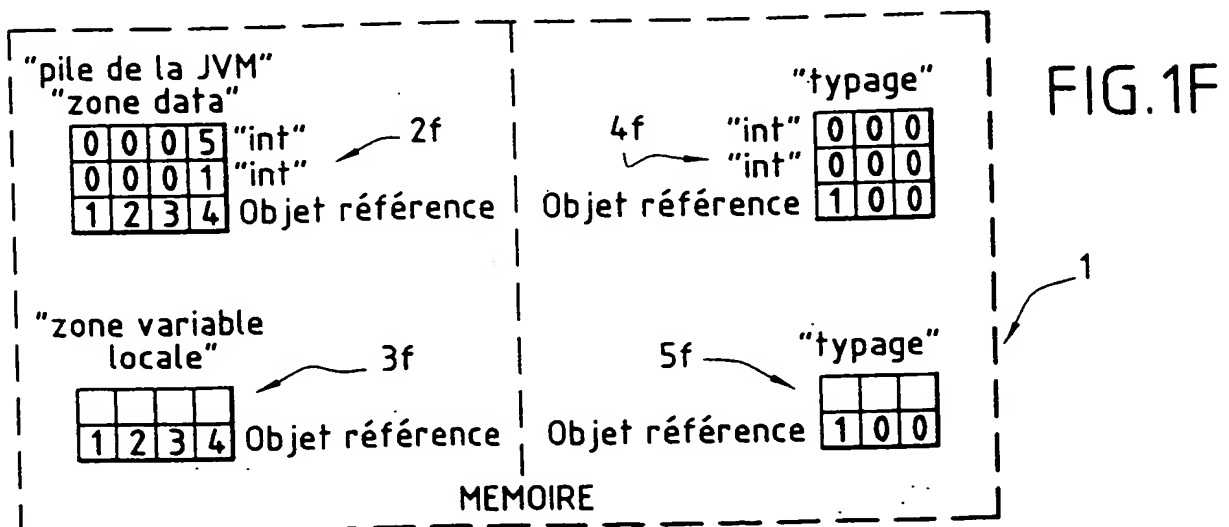 "pile de la JVM"
"zone data"
0 0 0 5 "int"
0 0 0 1 "int"
1 2 3 4 Objet référence
2f
"typage"
4f
"int" 0 0 0
"int" 0 0 0
Objet référence 1 0 0
FIG.1F
1
"zone variable
locale"
3f
1 2 3 4 Objet référence
5f
"typage"
Objet référence 1 0 0
MEMOIRE